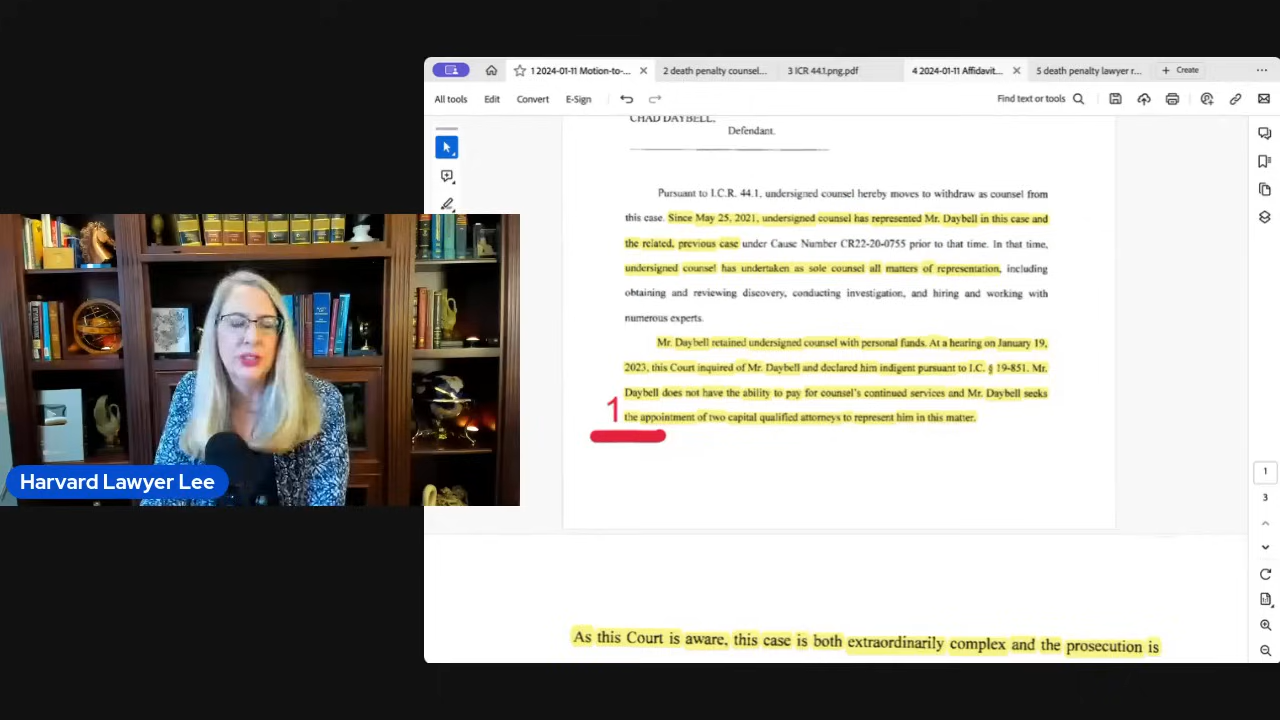 1 2024-01-11 Motion-to-...
2 death penalty counsel...
3 ICR 44.1.png.pdf
4 2024-01-11 Affidavit...
5 death penalty lawyer r...
+ Create
All tools
Edit
Convert
E-Sign
Find text or tools
CHAD DAYBELL,
Defendant.
Pursuant to I.C.R. 44.1, undersigned counsel hereby moves to withdraw as counsel from
this case. Since May 25, 2021, undersigned counsel has represented Mr. Daybell in this case and
the related, previous case under Cause Number CR22-20-0755 prior to that time. In that time,
undersigned counsel has undertaken as sole counsel all matters of representation, including
obtaining and reviewing discovery, conducting investigation, and hiring and working with
numerous experts.
Mr. Daybell retained undersigned counsel with personal funds. At a hearing on January 19,
2023, this Court inquired of Mr. Daybell and declared him indigent pursuant to I.C. § 19-851. Mr.
Daybell does not have the ability to pay for counsel's continued services and Mr. Daybell seeks
the appointment of two capital qualified attorneys to represent him in this matter.
1
As this Court is aware, this case is both extraordinarily complex and the prosecution is
1
3
Harvard Lawyer Lee